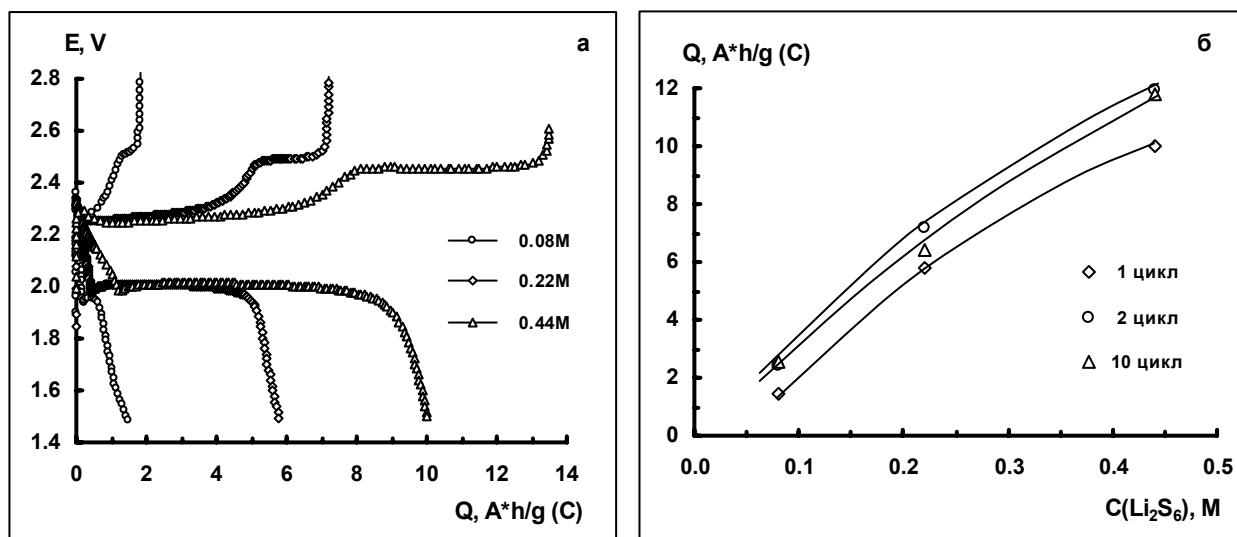 E, V
а
2.8
2.6
2.4
2.2
2.0
1.8
1.6
1.4
0.08M
0.22M
0.44M
0 2 4 6 8 10 12 14
Q, A*h/g (C)
Q, A*h/g (C)
б
12
10
8
6
4
2
0
1 цикл
2 цикл
10 цикл
0.0 0.1 0.2 0.3 0.4 0.5
C(Li₂S₆), M